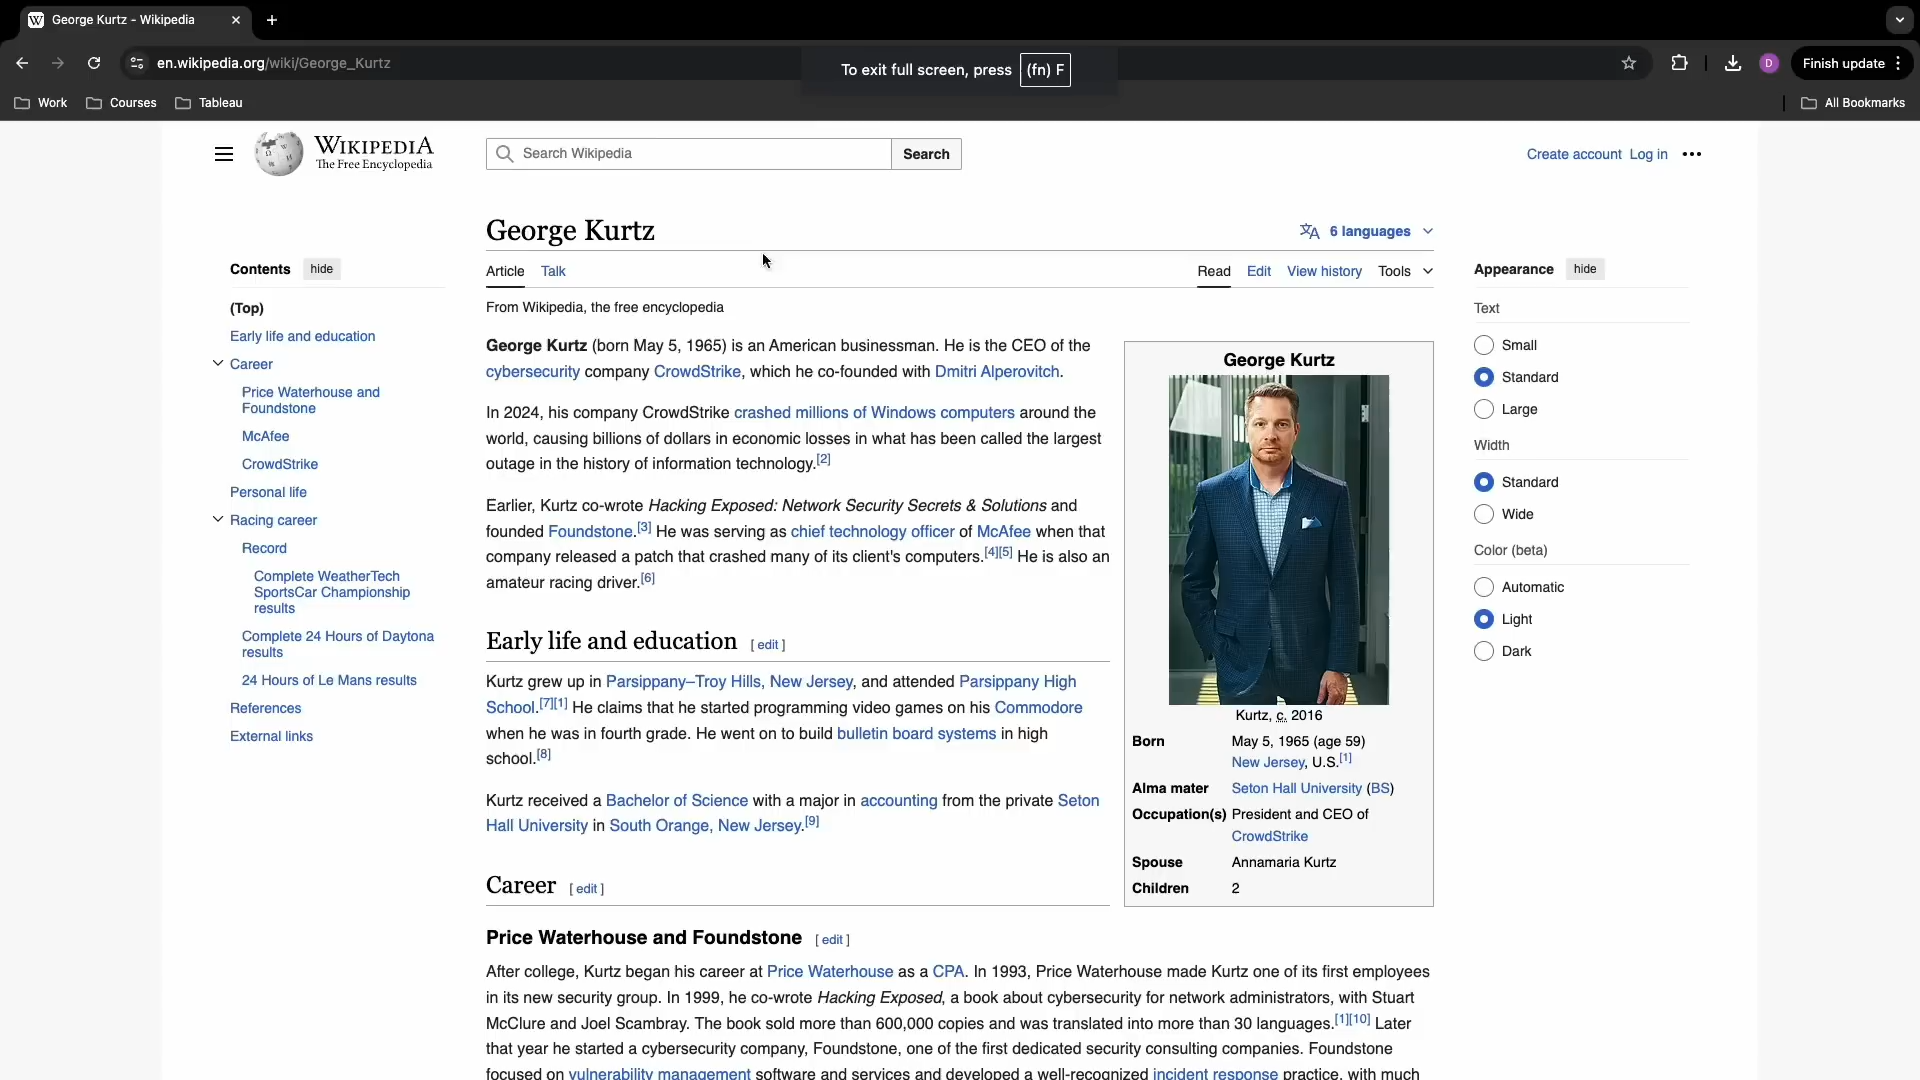 George Kurtz - Wikipedia
en.wikipedia.org/wiki/George_Kurtz
To exit full screen, press (fn) F
D
Finish update
Work
Courses
Tableau
All Bookmarks
WIKIPEDIA
The Free Encyclopedia
Search Wikipedia
Search
Create account
Log in
George Kurtz
6 languages
Article
Talk
Read
Edit
View history
Tools
From Wikipedia, the free encyclopedia
Contents
hide
(Top)
Early life and education
Career
Price Waterhouse and
Foundstone
McAfee
CrowdStrike
Personal life
Racing career
Record
Complete WeatherTech
SportsCar Championship
results
Complete 24 Hours of Daytona
results
24 Hours of Le Mans results
References
External links
George Kurtz (born May 5, 1965) is an American businessman. He is the CEO of the
cybersecurity company CrowdStrike, which he co-founded with Dmitri Alperovitch.
In 2024, his company CrowdStrike crashed millions of Windows computers around the
world, causing billions of dollars in economic losses in what has been called the largest
outage in the history of information technology.[2]
Earlier, Kurtz co-wrote Hacking Exposed: Network Security Secrets & Solutions and
founded Foundstone.[3] He was serving as chief technology officer of McAfee when that
company released a patch that crashed many of its client's computers.[4][5] He is also an
amateur racing driver.[6]
Early life and education [ edit ]
Kurtz grew up in Parsippany–Troy Hills, New Jersey, and attended Parsippany High
School.[7][1] He claims that he started programming video games on his Commodore
when he was in fourth grade. He went on to build bulletin board systems in high
school.[8]
Kurtz received a Bachelor of Science with a major in accounting from the private Seton
Hall University in South Orange, New Jersey.[9]
Career [ edit ]
Price Waterhouse and Foundstone [ edit ]
After college, Kurtz began his career at Price Waterhouse as a CPA. In 1993, Price Waterhouse made Kurtz one of its first employees
in its new security group. In 1999, he co-wrote Hacking Exposed, a book about cybersecurity for network administrators, with Stuart
McClure and Joel Scambray. The book sold more than 600,000 copies and was translated into more than 30 languages.[1][10] Later
that year he started a cybersecurity company, Foundstone, one of the first dedicated security consulting companies. Foundstone
focused on vulnerability management software and services and developed a well-recognized incident response practice, with much
George Kurtz
Kurtz, c. 2016
Born May 5, 1965 (age 59)
New Jersey, U.S.[1]
Alma mater Seton Hall University (BS)
Occupation(s) President and CEO of
CrowdStrike
Spouse Annamaria Kurtz
Children 2
Appearance
hide
Text
Small
Standard
Large
Width
Standard
Wide
Color (beta)
Automatic
Light
Dark